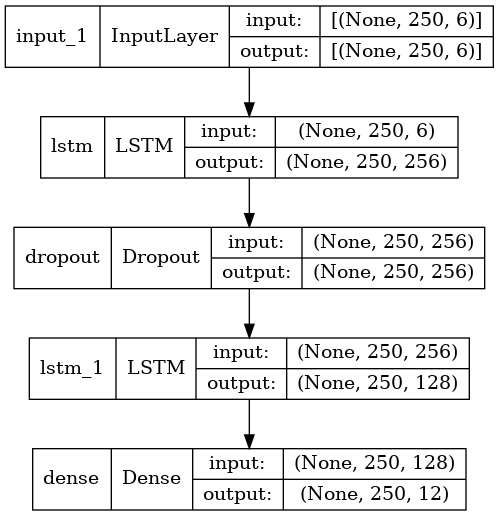 input_1 InputLayer input: [(None, 250, 6)]
output: [(None, 250, 6)]
lstm LSTM input: (None, 250, 6)
output: (None, 250, 256)
dropout Dropout input: (None, 250, 256)
output: (None, 250, 256)
lstm_1 LSTM input: (None, 250, 256)
output: (None, 250, 128)
dense Dense input: (None, 250, 128)
output: (None, 250, 12)